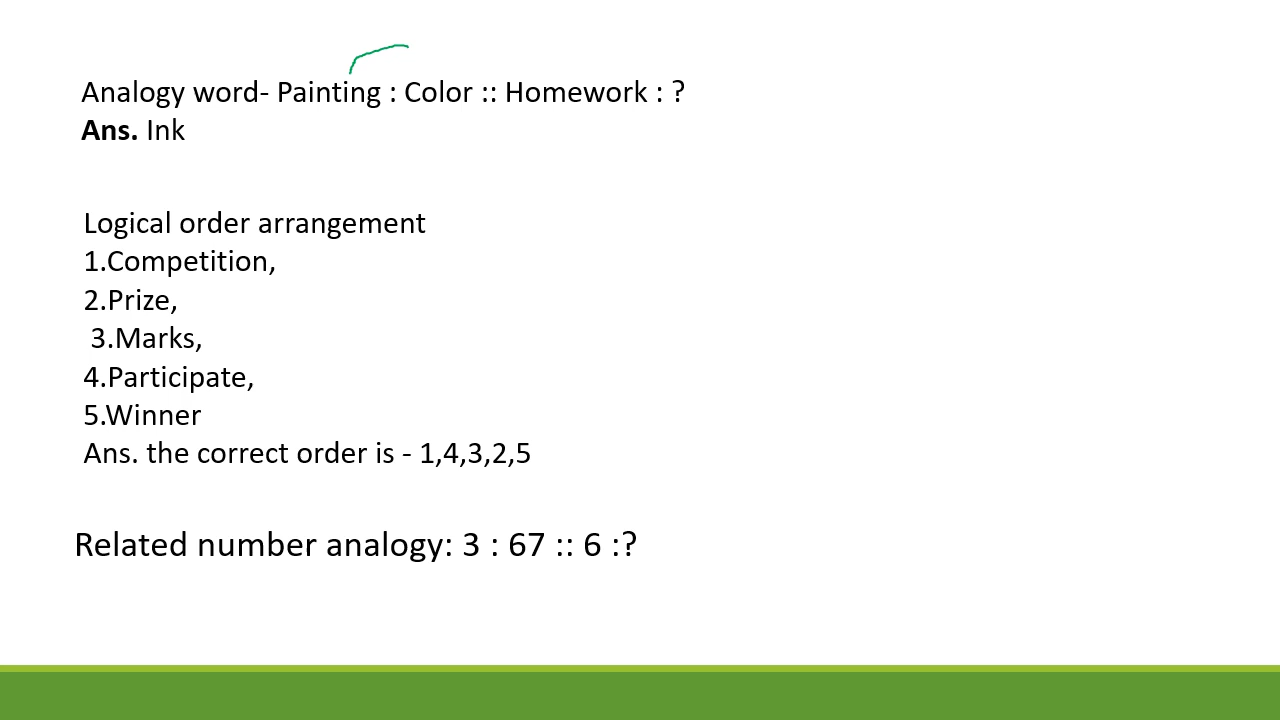 Analogy word- Painting : Color :: Homework : ?
Ans. Ink
Logical order arrangement
1.Competition,
2.Prize,
3.Marks,
4.Participate,
5.Winner
Ans. the correct order is - 1,4,3,2,5
Related number analogy: 3 : 67 :: 6 :?